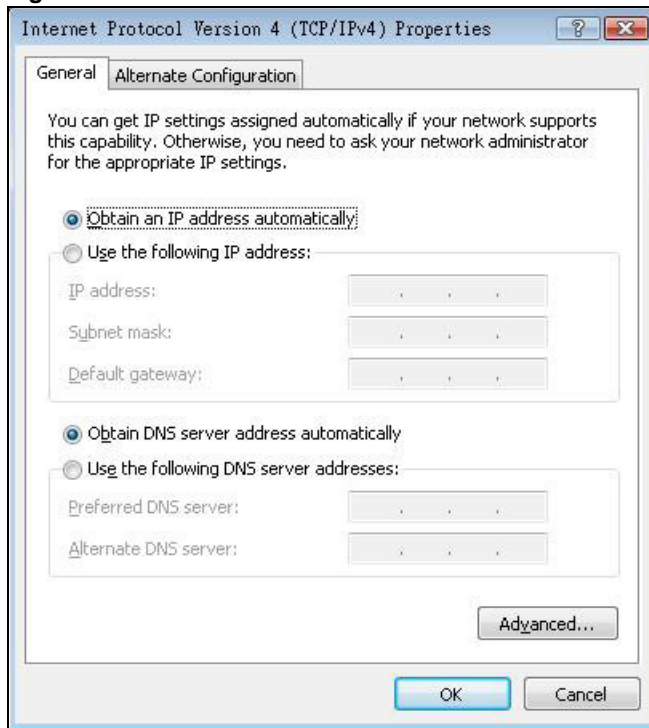 Internet Protocol Version 4 (TCP/IPv4) Properties
General
Alternate Configuration
You can get IP settings assigned automatically if your network supports
this capability. Otherwise, you need to ask your network administrator
for the appropriate IP settings.
Obtain an IP address automatically
Use the following IP address:
IP address:
Subnet mask:
Default gateway:
Obtain DNS server address automatically
Use the following DNS server addresses:
Preferred DNS server:
Alternate DNS server:
Advanced...
OK
Cancel